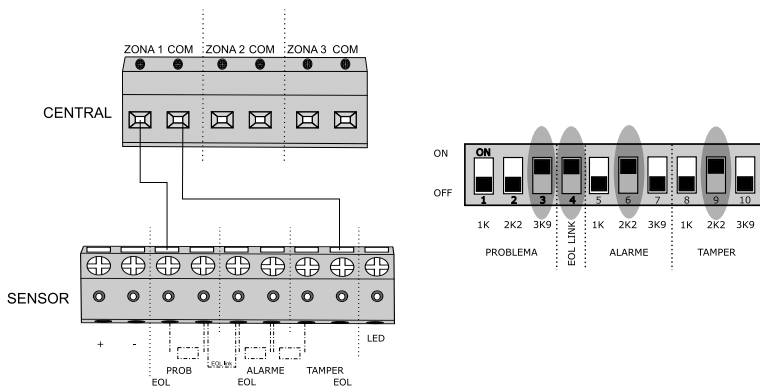 ZONA 1 COM ZONA 2 COM ZONA 3 COM
CENTRAL
SENSOR
+ -
LED
EOL link
PROB ALARME TAMPER
EOL EOL EOL
ON
OFF
ON
1 2 3 4 5 6 7 8 9 10
1K 2K2 3K9 EOL LINK 1K 2K2 3K9 1K 2K2 3K9
PROBLEMA ALARME TAMPER